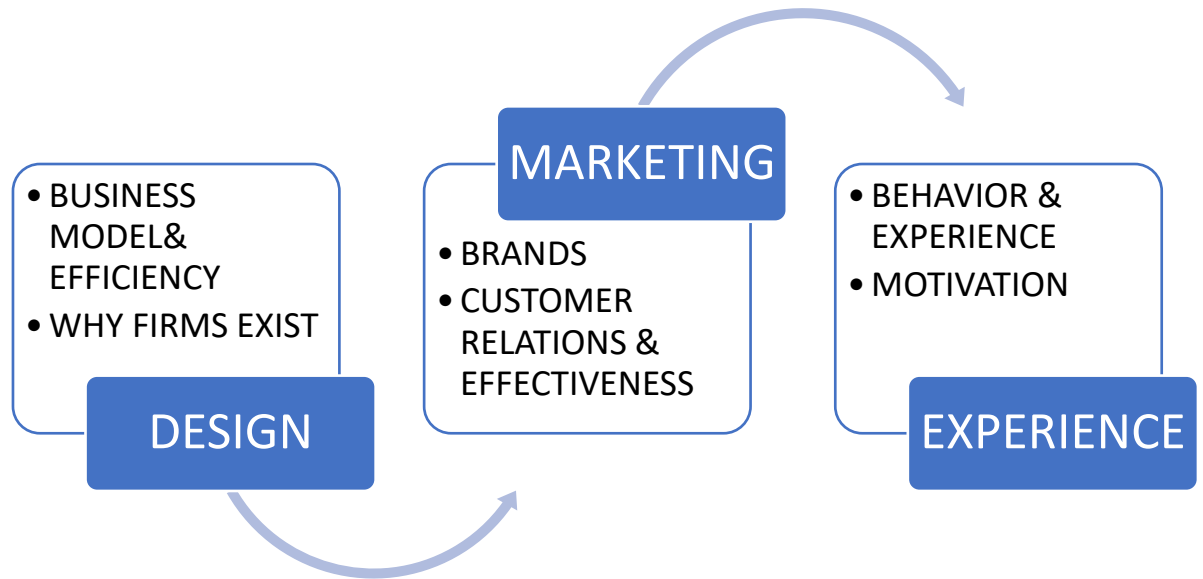 • BUSINESS
MODEL&
EFFICIENCY
• WHY FIRMS EXIST
DESIGN
MARKETING
• BRANDS
• CUSTOMER
RELATIONS &
EFFECTIVENESS
• BEHAVIOR &
EXPERIENCE
• MOTIVATION
EXPERIENCE